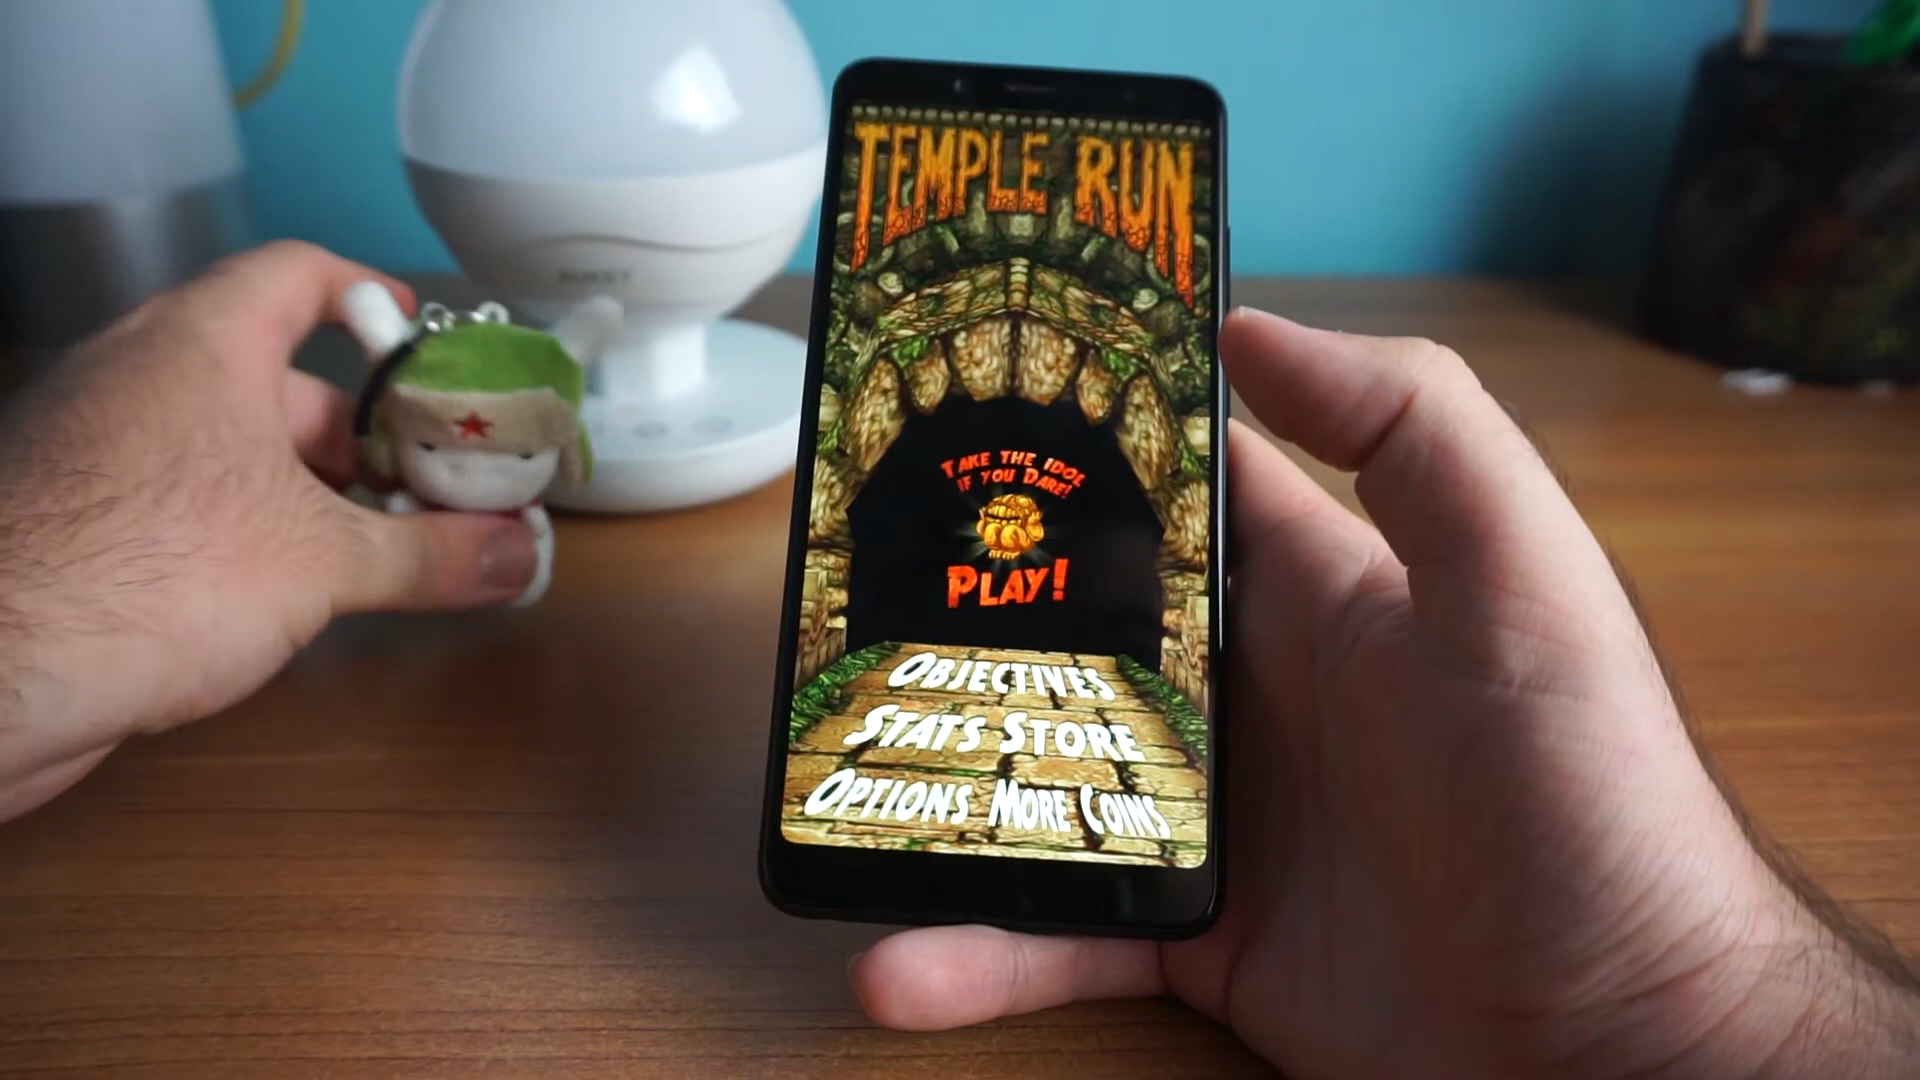 TEMPLE RUN
TAKE THE IDOL
IF YOU DARE!
PLAY!
OBJECTIVES
STATS STORE
OPTIONS MORE COINS